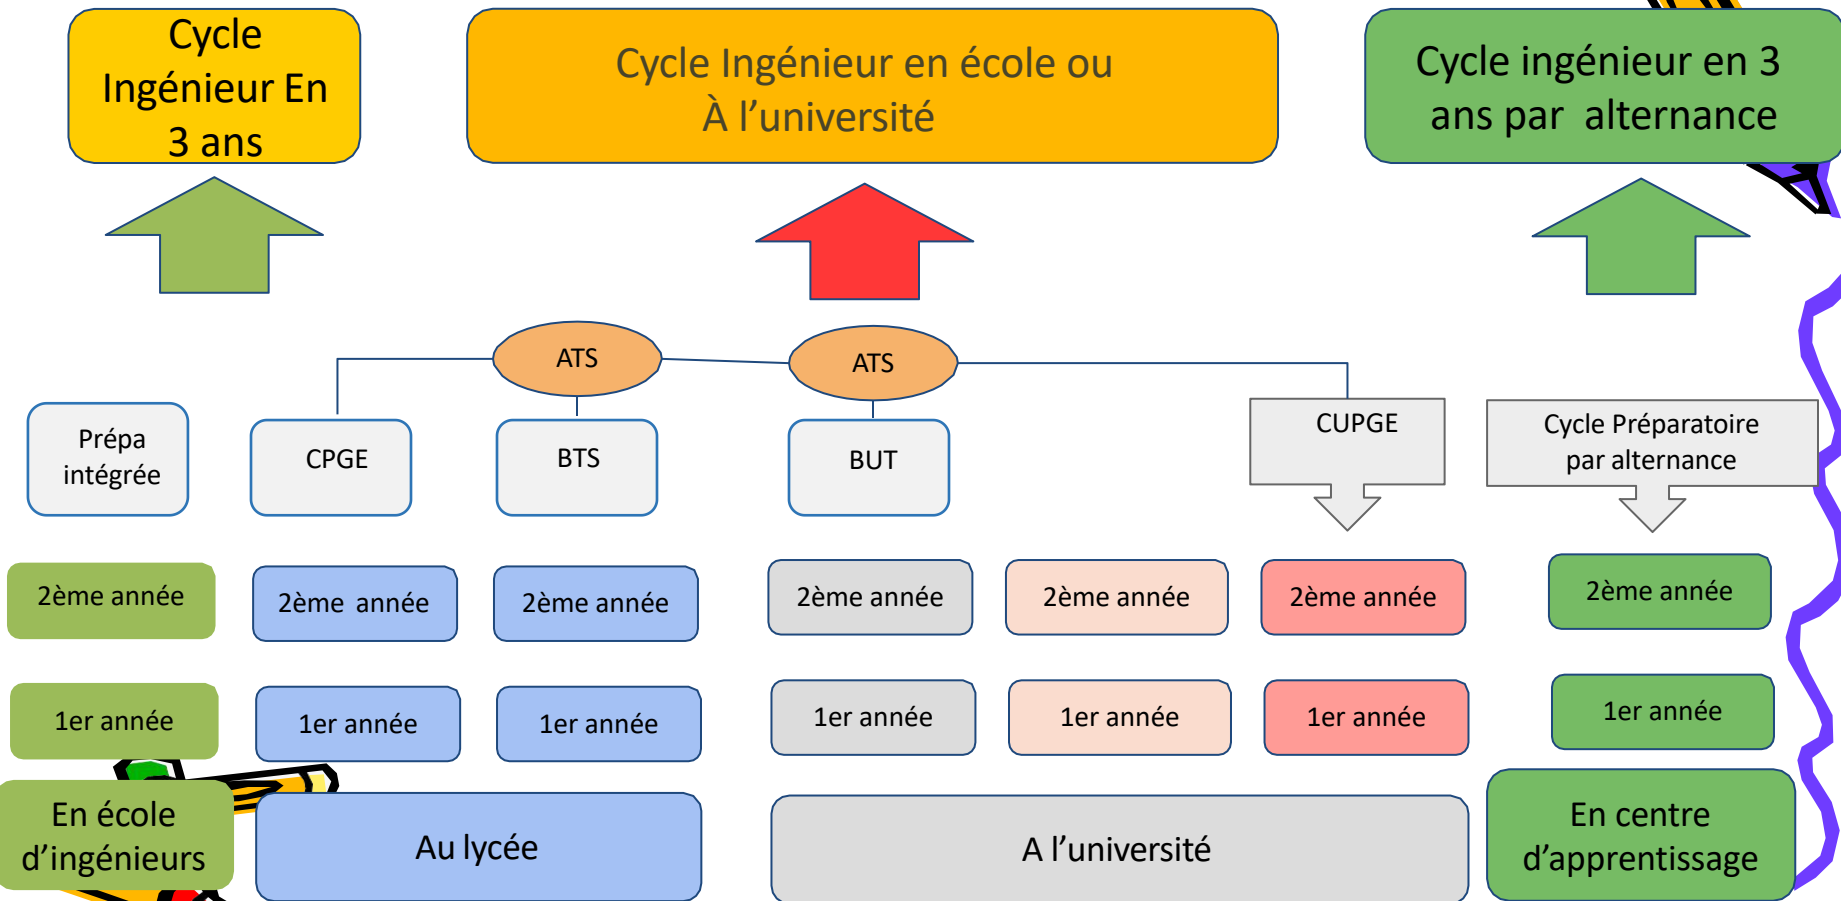 Cycle
Ingénieur En
3 ans
Cycle Ingénieur en école ou
À l’université
Cycle ingénieur en 3
ans par alternance
ATS
ATS
Prépa
intégrée
CPGE
BTS
BUT
CUPGE
Cycle Préparatoire
par alternance
2ème année
2ème année
2ème année
2ème année
2ème année
2ème année
2ème année
1er année
1er année
1er année
1er année
1er année
1er année
1er année
En école
d’ingénieurs
Au lycée
A l’université
En centre
d’apprentissage